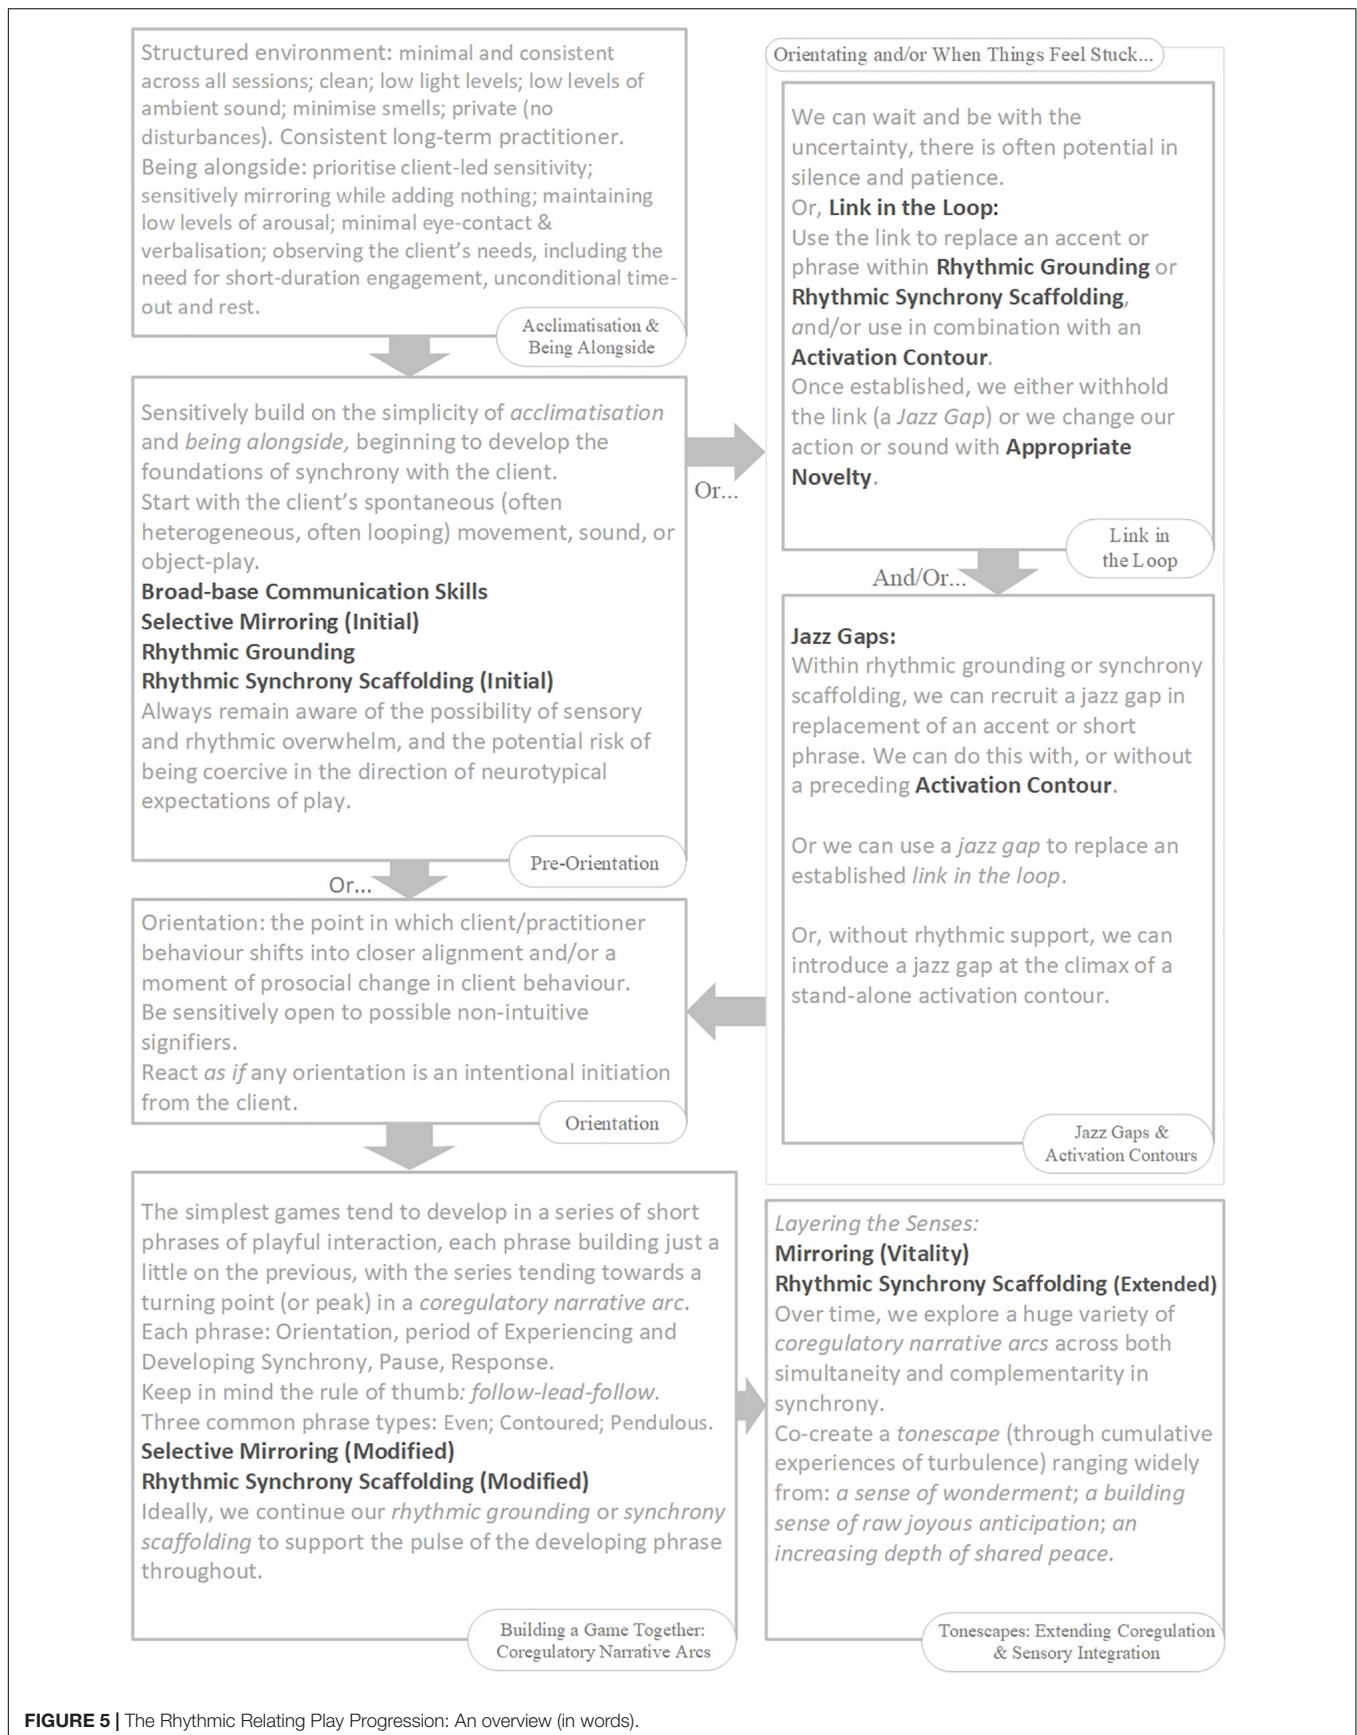 Structured environment: minimal and consistent
across all sessions; clean; low light levels; low levels of
ambient sound; minimise smells; private (no
disturbances). Consistent long-term practitioner.
Being alongside: prioritise client-led sensitivity;
sensitively mirroring while adding nothing; maintaining
low levels of arousal; minimal eye-contact &
verbalisation; observing the client's needs, including the
need for short-duration engagement, unconditional time-
out and rest.
Acclimatisation &
Being Alongside
Sensitively build on the simplicity of acclimatisation
and being alongside, beginning to develop the
foundations of synchrony with the client.
Start with the client's spontaneous (often
heterogeneous, often looping) movement, sound, or
object-play.
Broad-base Communication Skills
Selective Mirroring (Initial)
Rhythmic Grounding
Rhythmic Synchrony Scaffolding (Initial)
Always remain aware of the possibility of sensory
and rhythmic overwhelm, and the potential risk of
being coercive in the direction of neurotypical
expectations of play.
Pre-Orientation
Or...
Or...
Orientating and/or When Things Feel Stuck...
We can wait and be with the
uncertainty, there is often potential in
silence and patience.
Or, Link in the Loop:
Use the link to replace an accent or
phrase within Rhythmic Grounding or
Rhythmic Synchrony Scaffolding,
and/or use in combination with an
Activation Contour.
Once established, we either withhold
the link (a Jazz Gap) or we change our
action or sound with Appropriate
Novelty.
Link in
the Loop
And/Or...
Jazz Gaps:
Within rhythmic grounding or synchrony
scaffolding, we can recruit a jazz gap in
replacement of an accent or short
phrase. We can do this with, or without
a preceding Activation Contour.
Or we can use a jazz gap to replace an
established link in the loop.
Or, without rhythmic support, we can
introduce a jazz gap at the climax of a
stand-alone activation contour.
Jazz Gaps &
Activation Contours
Orientation: the point in which client/practitioner
behaviour shifts into closer alignment and/or a
moment of prosocial change in client behaviour.
Be sensitively open to possible non-intuitive
signifiers.
React as if any orientation is an intentional initiation
from the client.
Orientation
The simplest games tend to develop in a series of short
phrases of playful interaction, each phrase building just a
little on the previous, with the series tending towards a
turning point (or peak) in a coregulatory narrative arc.
Each phrase: Orientation, period of Experiencing and
Developing Synchrony, Pause, Response.
Keep in mind the rule of thumb: follow-lead-follow.
Three common phrase types: Even; Contoured; Pendulous.
Selective Mirroring (Modified)
Rhythmic Synchrony Scaffolding (Modified)
Ideally, we continue our rhythmic grounding or synchrony
scaffolding to support the pulse of the developing phrase
throughout.
Building a Game Together:
Coregulatory Narrative Arcs
Layering the Senses:
Mirroring (Vitality)
Rhythmic Synchrony Scaffolding (Extended)
Over time, we explore a huge variety of
coregulatory narrative arcs across both
simultaneity and complementarity in
synchrony.
Co-create a tonescape (through cumulative
experiences of turbulence) ranging widely
from: a sense of wonderment; a building
sense of raw joyous anticipation; an
increasing depth of shared peace.
Tonescapes: Extending Coregulation
& Sensory Integration
FIGURE 5 | The Rhythmic Relating Play Progression: An overview (in words).